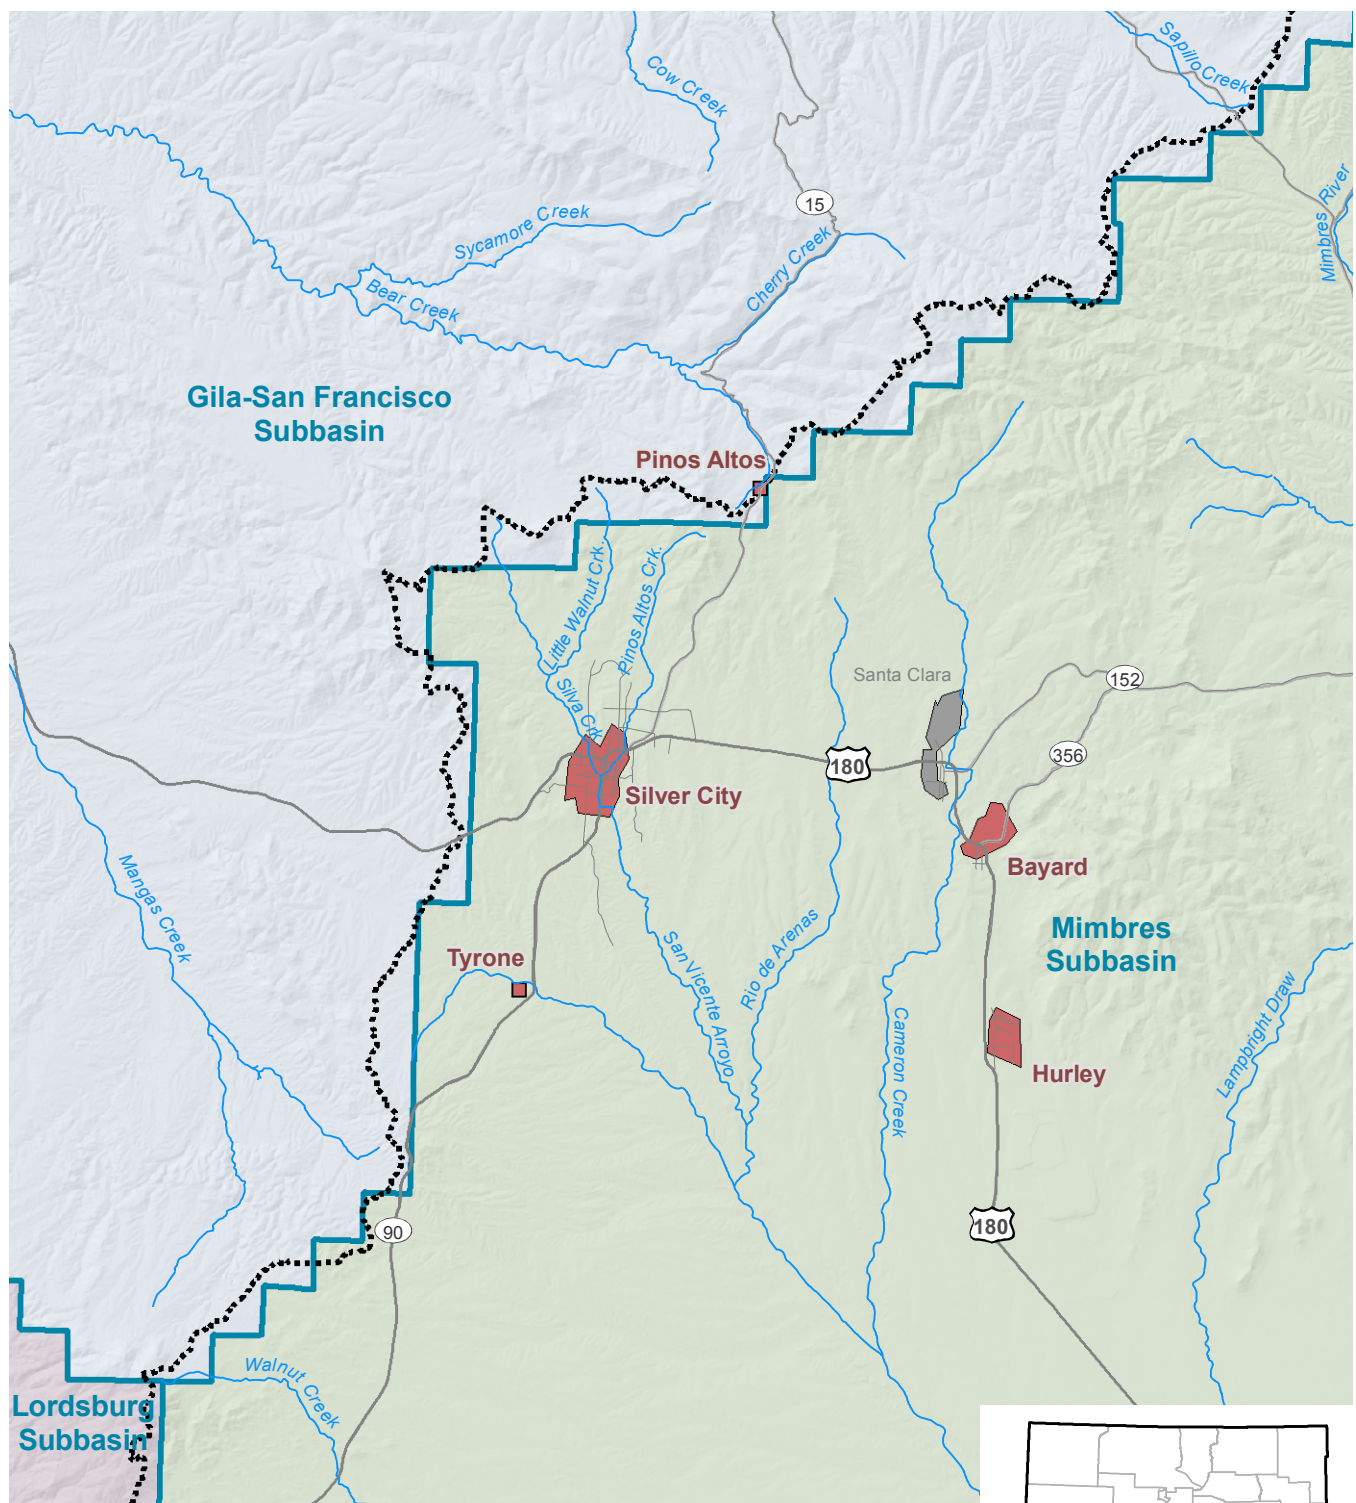 Cow Creek
Sapillo Creek
15
Mimbres River
Sycamore Creek
Cherry Creek
Bear Creek
Gila-San Francisco
Subbasin
Pinos Altos
Little Walnut Crk.
Pinos Altos Crk.
Silva Crk.
Santa Clara
152
356
180
Silver City
Bayard
Mangas Creek
Mimbres
Subbasin
Tyrone
San Vicente Arroyo
Rio de Arenas
Cameron Creek
Lampbright Draw
Hurley
90
180
Walnut Creek
Lordsburg
Subbasin